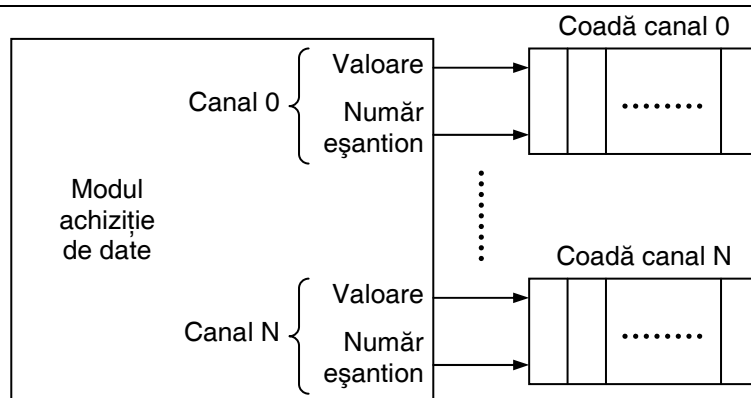 Coadă canal 0
Valoare
Canal 0
Număr
eşantion
Modul
achiziţie
de date
Coadă canal N
Valoare
Canal N
Număr
eşantion